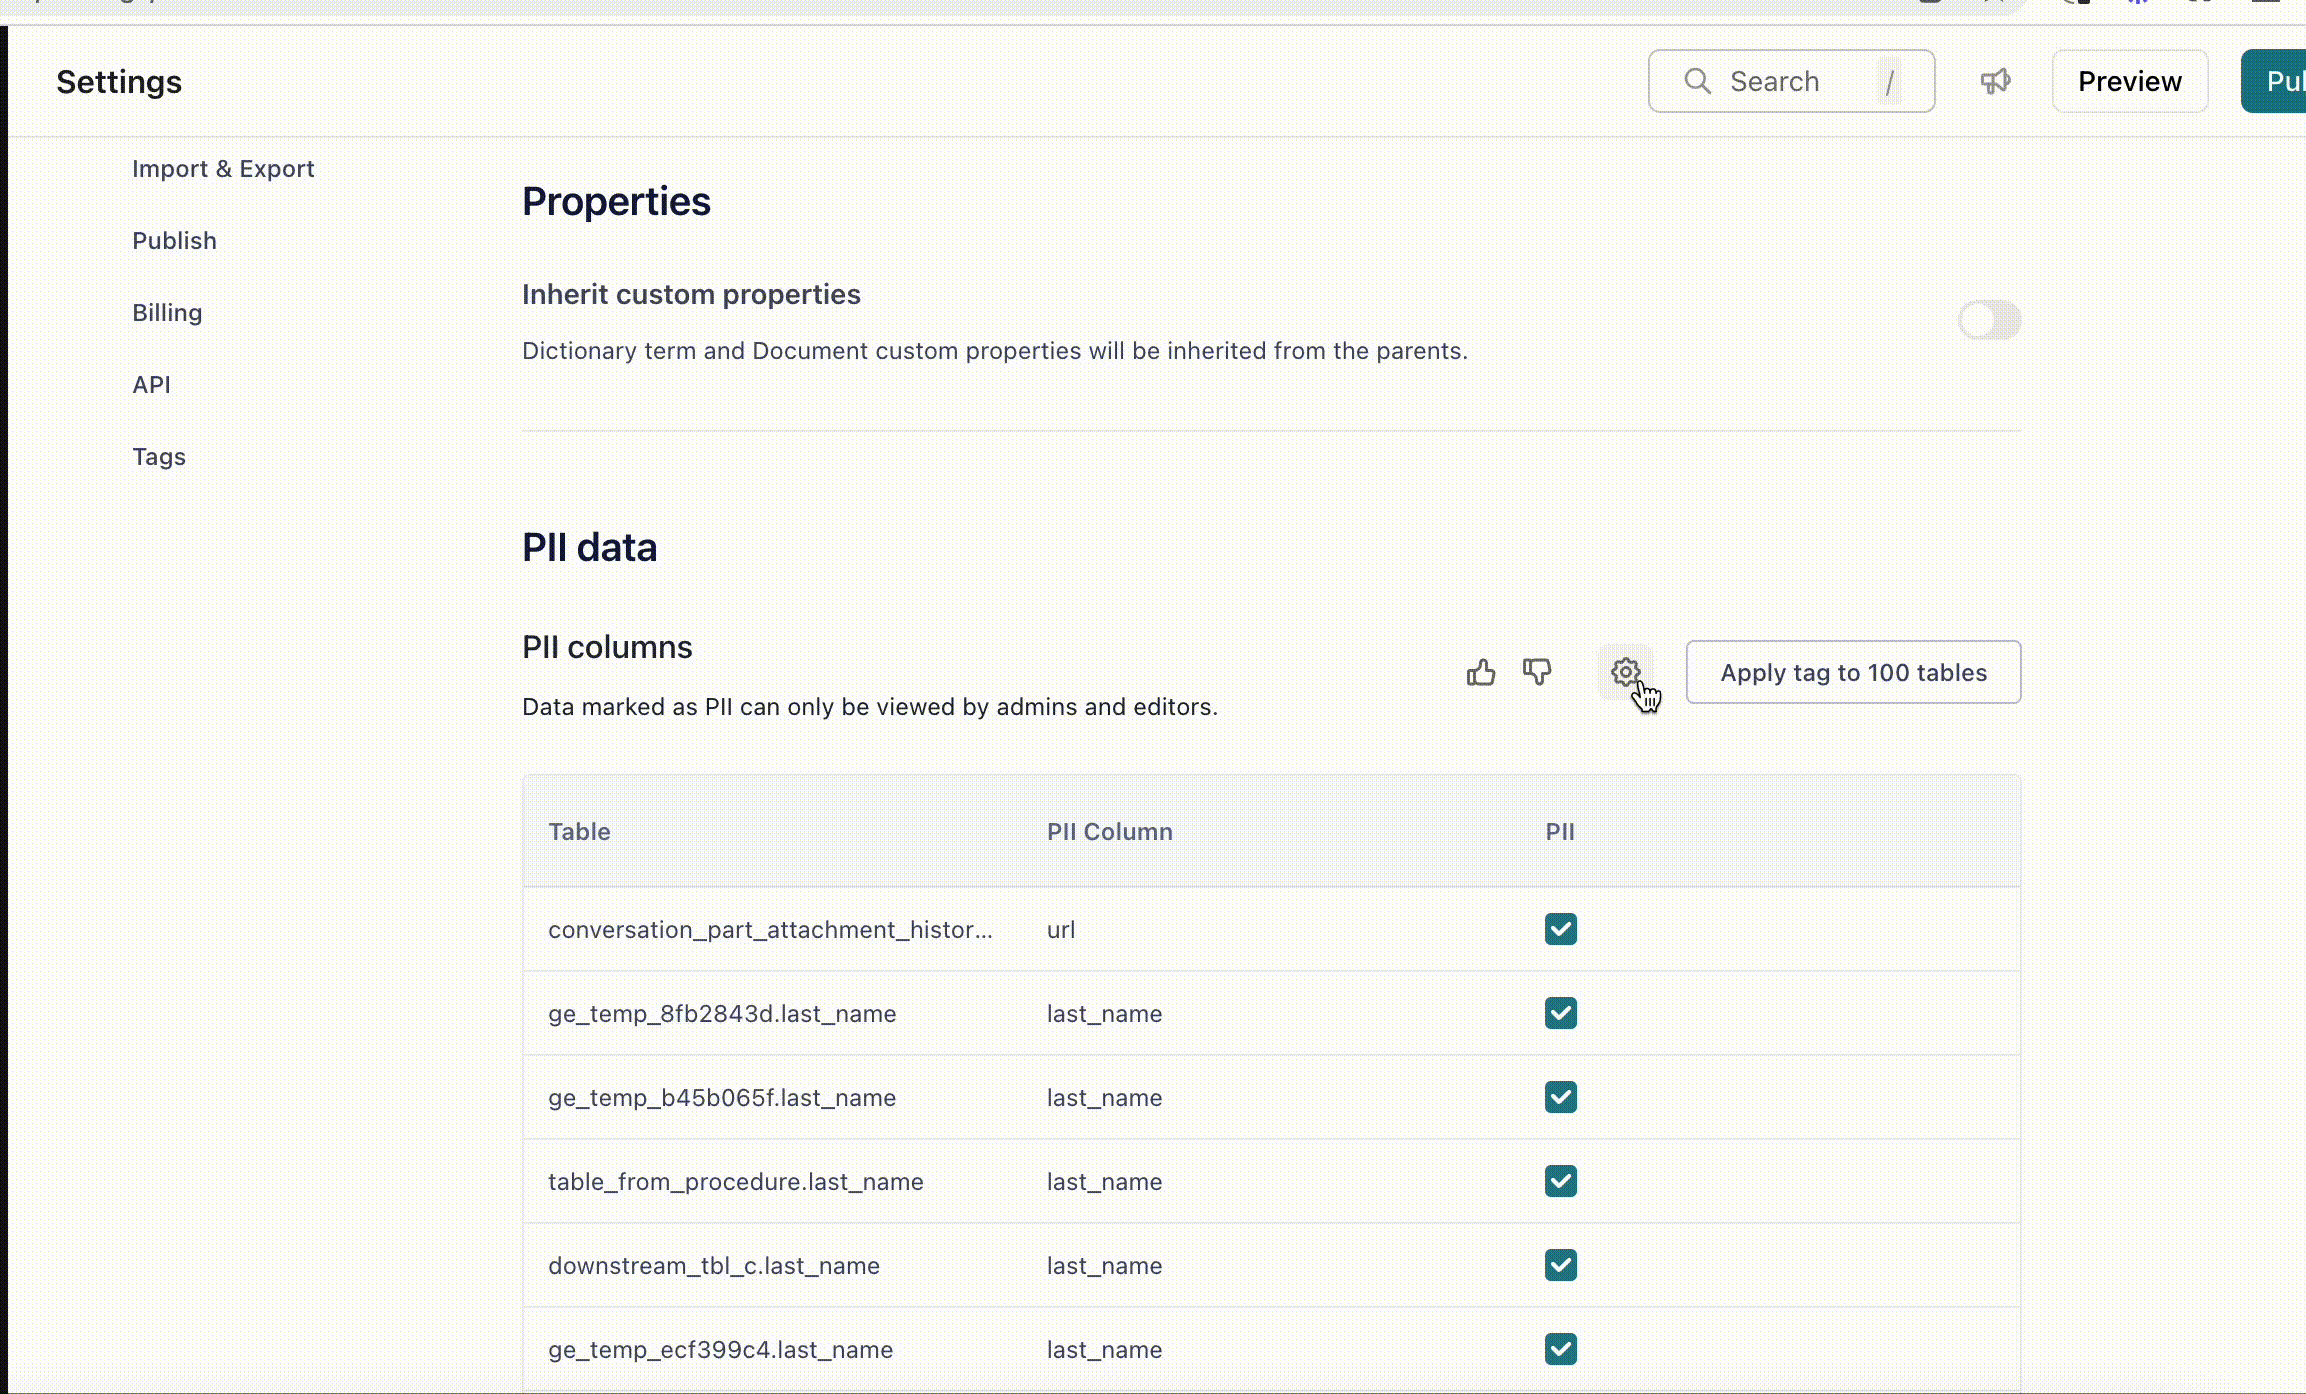 Settings
Search /
Preview
Pu
Import & Export
Publish
Billing
API
Tags
Properties
Inherit custom properties
Dictionary term and Document custom properties will be inherited from the parents.
PII data
PII columns
Data marked as PII can only be viewed by admins and editors.
Apply tag to 100 tables
Table PII Column PII
conversation_part_attachment_histor... url
ge_temp_8fb2843d.last_name last_name
ge_temp_b45b065f.last_name last_name
table_from_procedure.last_name last_name
downstream_tbl_c.last_name last_name
ge_temp_ecf399c4.last_name last_name